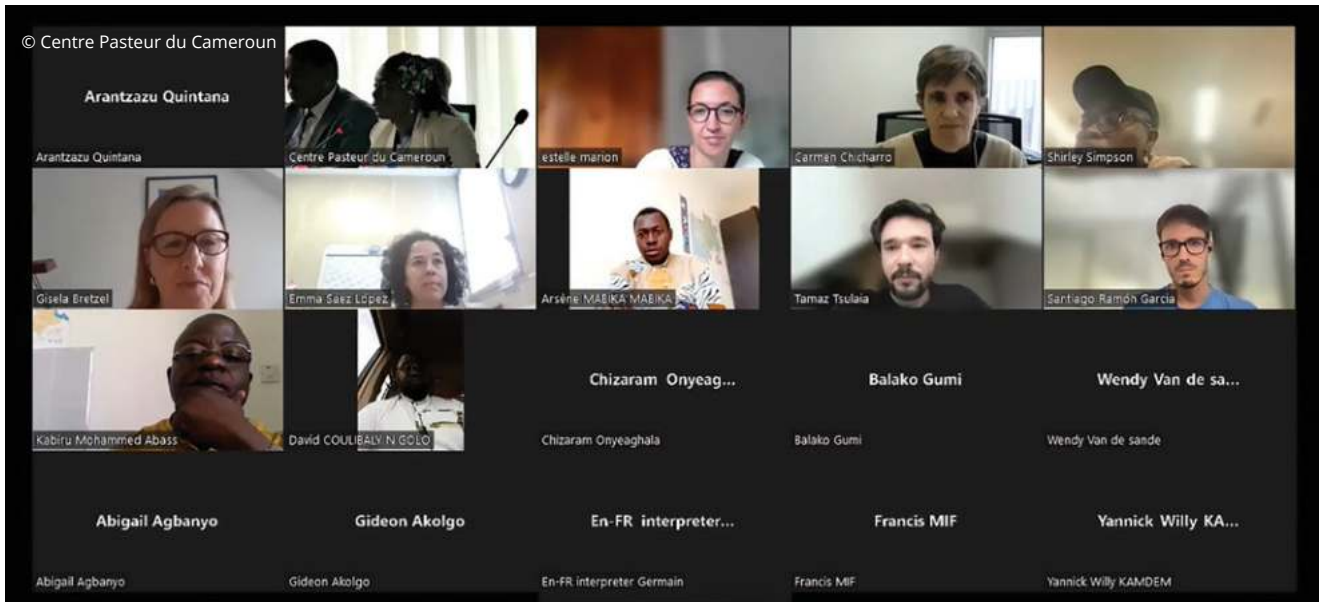 © Centre Pasteur du Cameroun
Arantzazu Quintana
Arantzazu Quintana
Centre Pasteur du Cameroun
estelle marion
Carmen Chicharro
Shirley Simpson
Gisela Bretzel
Emma Saez López
Arsène MABIKA MABIKA
Tamaz Tsulaia
Santiago Ramón García
Kabiru Mohammed Abass
David COULIBALY N GOLO
Chizaram Onyeag...
Balako Gumi
Wendy Van de sa...
Chizaram Onyeaghala
Balako Gumi
Wendy Van de sande
Abigail Agbanyo
Gideon Akolgo
En-FR interpreter...
Francis MIF
Yannick Willy KA...
Abigail Agbanyo
Gideon Akolgo
En-FR interpreter Germain
Francis MIF
Yannick Willy KAMDEM